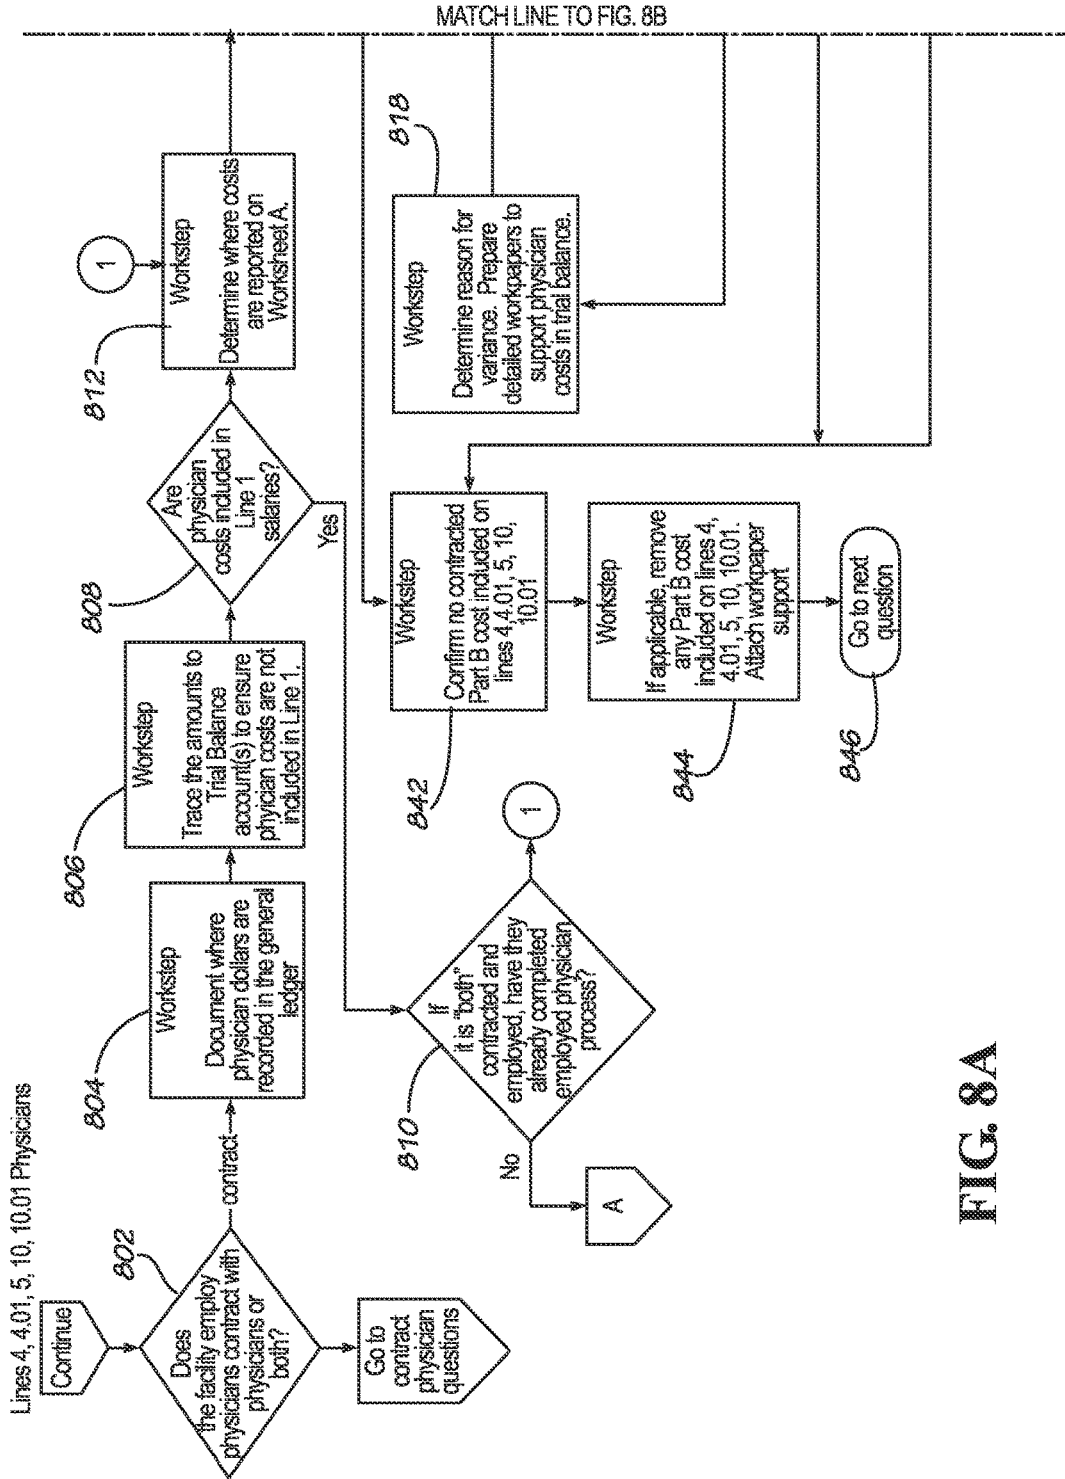 MATCH LINE TO FIG. 8B
Lines 4, 4.01, 5, 10, 10.01 Physicians
Continue
802
Does
the facility employ
physicians contract with
physicians or
both?
contract
Go to
contract
physician
questions
804
Workstep
Document where
physician dollars are
recorded in the general
ledger
806
Workstep
Trace the amounts to
Trial Balance
account(s) to ensure
phyician costs are not
included in Line 1.
808
Are
physician
costs included in
Line 1
salaries?
Yes
812
1
Workstep
Determine where costs
are reported on
Worksheet A.
810
If
it is "both"
contracted and
employed, have they
already completed
employed physician
process?
No
A
1
842
Workstep
Confirm no contracted
Part B cost included on
lines 4,4.01, 5, 10,
10.01
818
Workstep
Determine reason for
variance. Prepare
detailed workpapers to
support physician
costs in trial balance.
844
Workstep
If applicable, remove
any Part B cost
included on lines 4,
4.01, 5, 10, 10.01.
Attach workpaper
support
846
Go to next
question
FIG. 8A